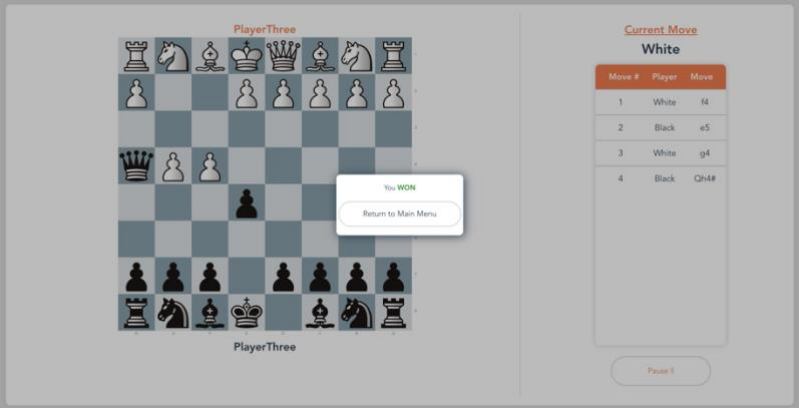 PlayerThree
You WON
Return to Main Menu
PlayerThree
Current Move
White
Move # Player Move
1 White f4
2 Black e5
3 White g4
4 Black Qh4#
Pause